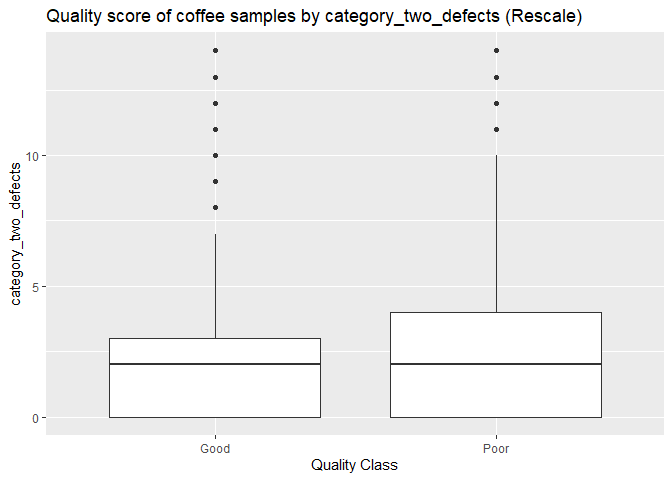 Quality score of coffee samples by category_two_defects (Rescale)
category_two_defects
10
5
0
Good
Poor
Quality Class